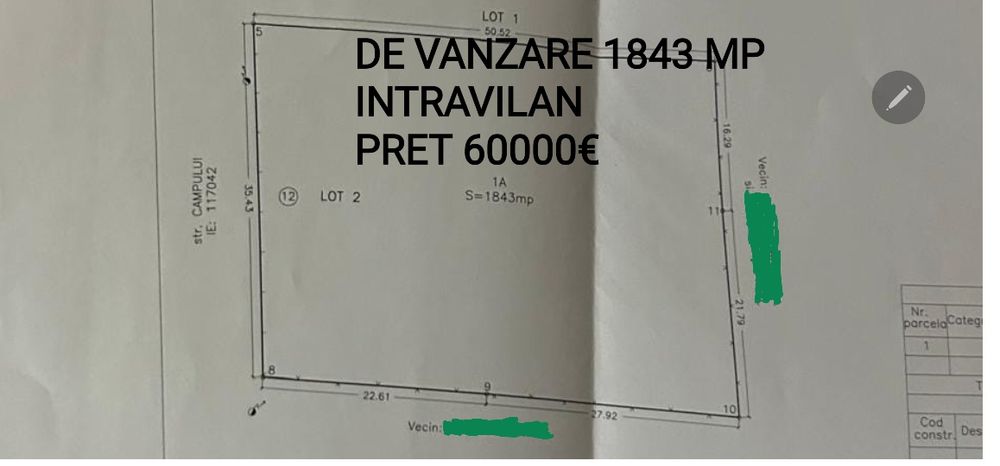 LOT 1
50.52
DE VANZARE 1843 MP
INTRAVILAN
PRET 60000€
5
16.29
Vecin:
str. CAMPULUI
IE: 117042
35.43
12
LOT 2
1A
S=1843mp
11
21.79
Nr.
parcela
Categ
1
T
8
9
10
22.61
27.92
Vecin:
Cod
constr.
Des